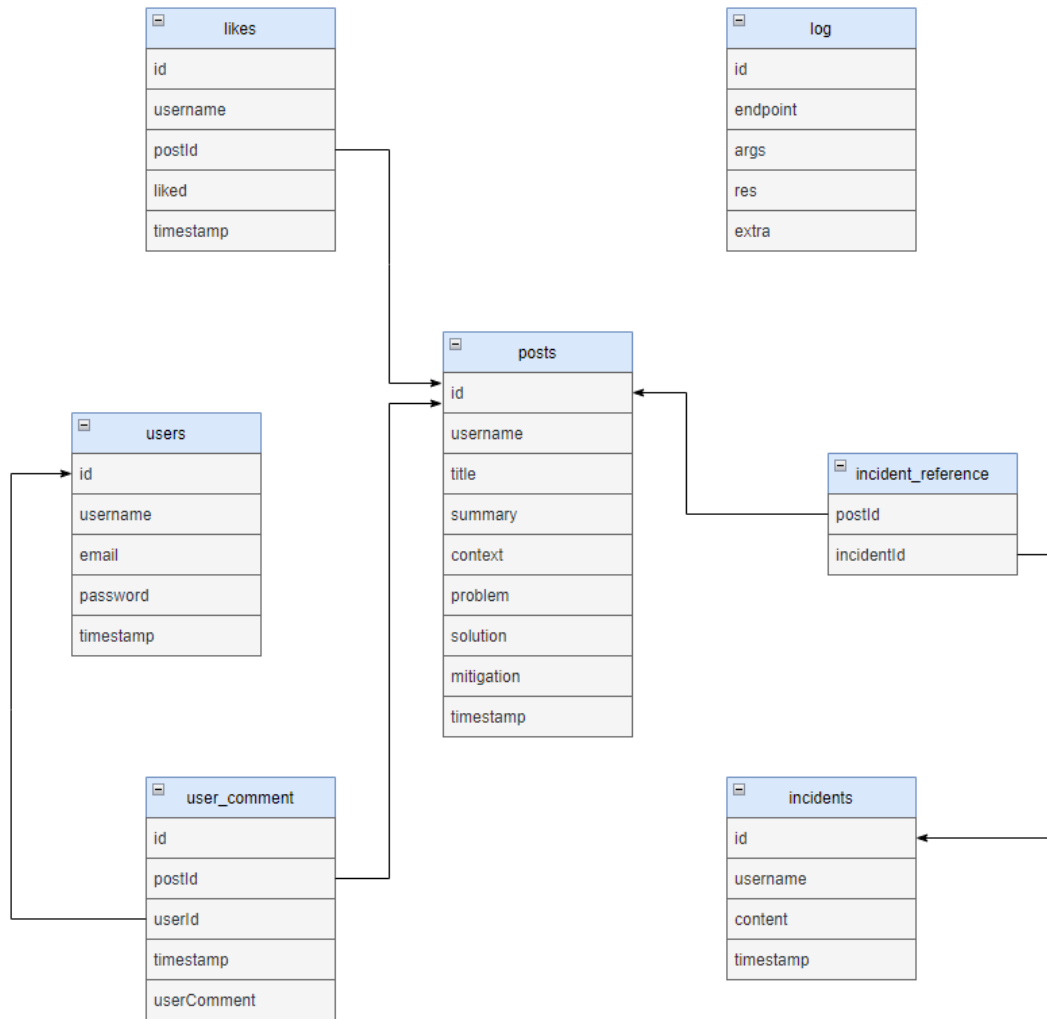 likes
id
username
postId
liked
timestamp
log
id
endpoint
args
res
extra
posts
id
username
title
summary
context
problem
solution
mitigation
timestamp
users
id
username
email
password
timestamp
incident_reference
postId
incidentId
user_comment
id
postId
userId
timestamp
userComment
incidents
id
username
content
timestamp